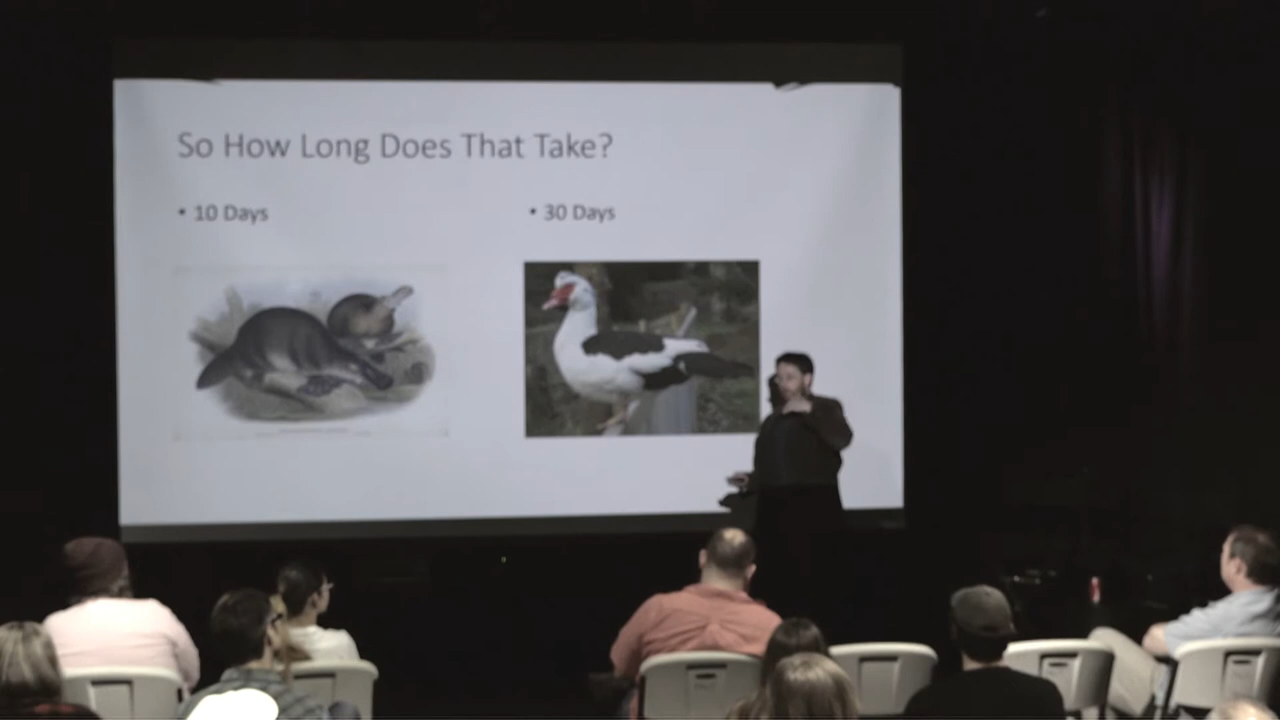 So How Long Does That Take?
• 10 Days
• 30 Days